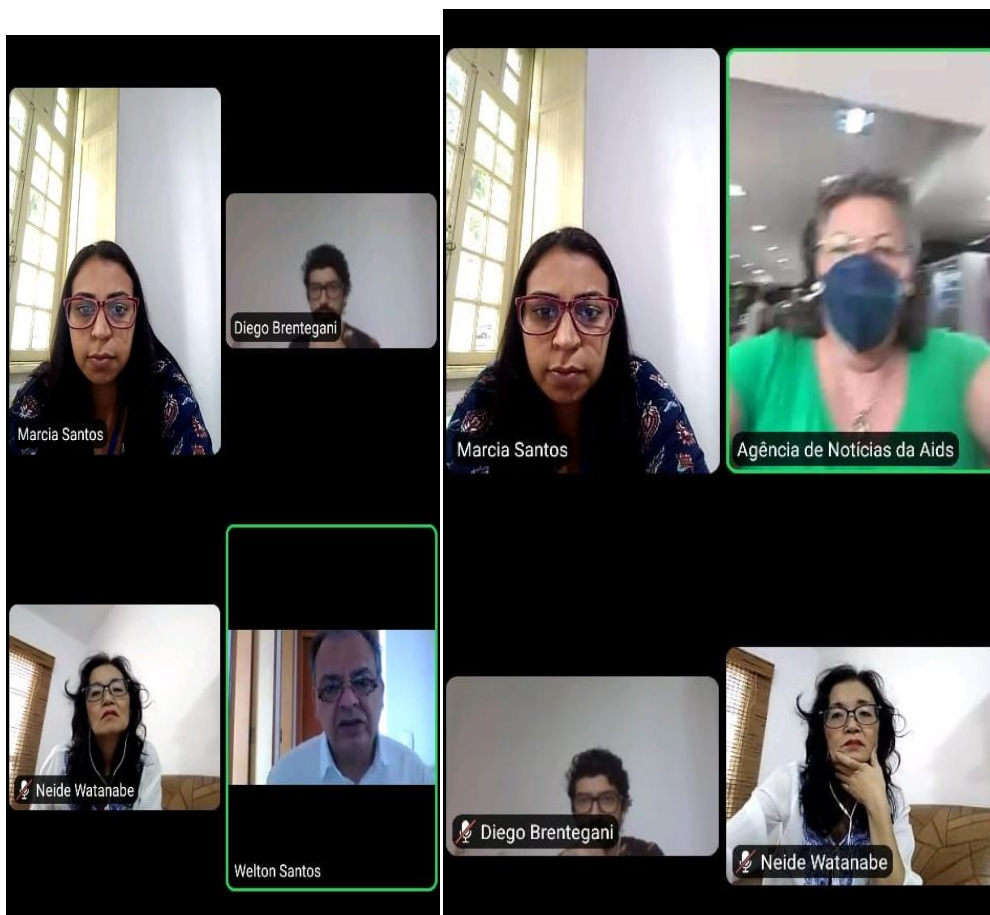 Marcia Santos
Diego Brentegani
Neide Watanabe
Welton Santos
Marcia Santos
Agência de Notícias da Aids
Diego Brentegani
Neide Watanabe